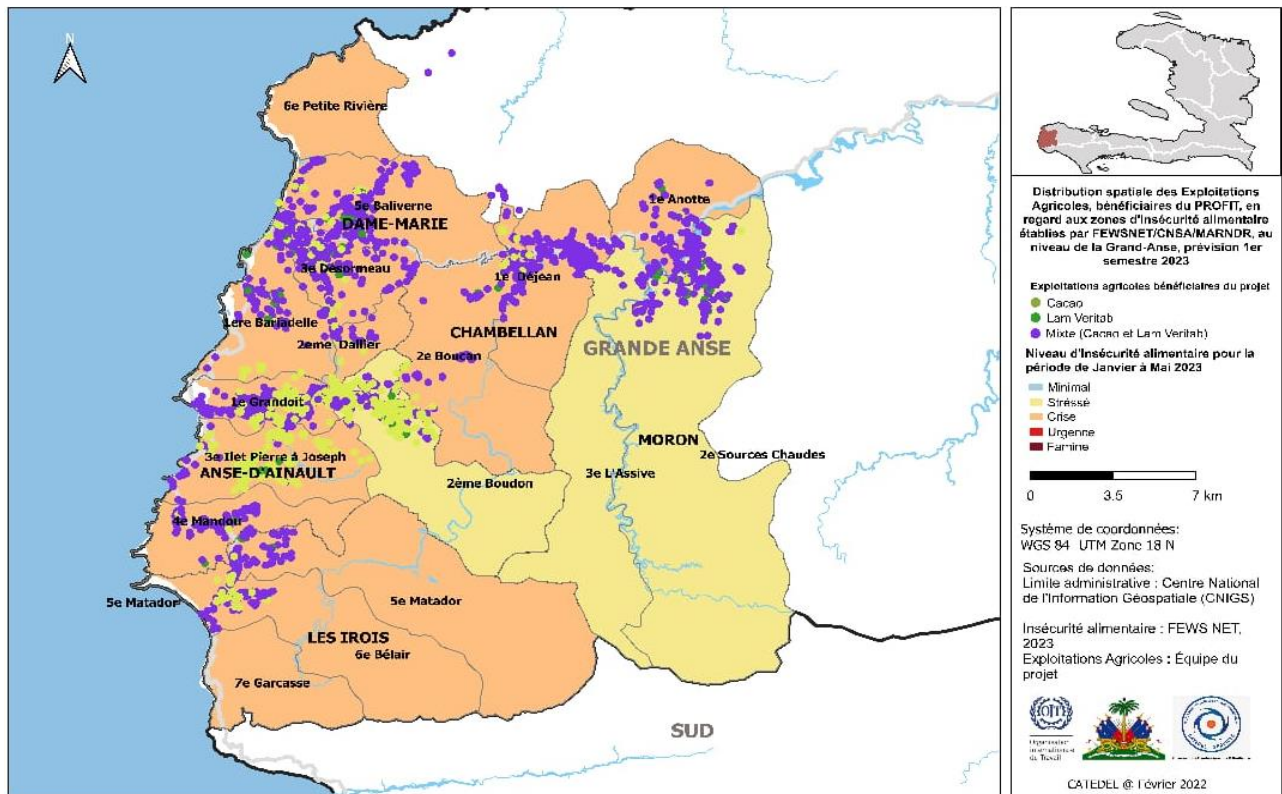 N
6e Petite Rivière
5e Baliverne
DAME-MARIE
3e Désormeau
1ere Bariadelle
2eme Dallier
1e Anotte
1e Déjean
CHAMBELLAN
2e Boucan
GRANDE ANSE
1e Grandoit
3e Ilet Pierre à Joseph
ANSE-D'AINAULT
MORON
2e Sources Chaudes
3e L'Assive
2ème Boudon
4e Mandou
5e Matador
5e Matador
LES IROIS
6e Bélair
7e Garcasse
SUD
Distribution spatiale des Exploitations
Agricoles, bénéficiaires du PROFIT, en
regard aux zones d'Insécurité alimentaire
établies par FEWSNET/CNSA/MARNDR, au
niveau de la Grand-Anse, prévision 1er
semestre 2023
Exploitations agricoles bénéficiaires du projet
Cacao
Lam Veritab
Mixte (Cacao et Lam Veritab)
Niveau d'Insécurité alimentaire pour la
période de Janvier à Mai 2023
Minimal
Stréssé
Crise
Urgence
Famine
0 3.5 7 km
Système de coordonnées:
WGS 84 UTM Zone 18 N
Sources de données:
Limite administrative : Centre National
de l'Information Géospatiale (CNIGS)
Insécurité alimentaire : FEWS NET,
2023
Exploitations Agricoles : Équipe du
projet
Organisation
internationale
du Travail
CATEDEL @ Février 2022